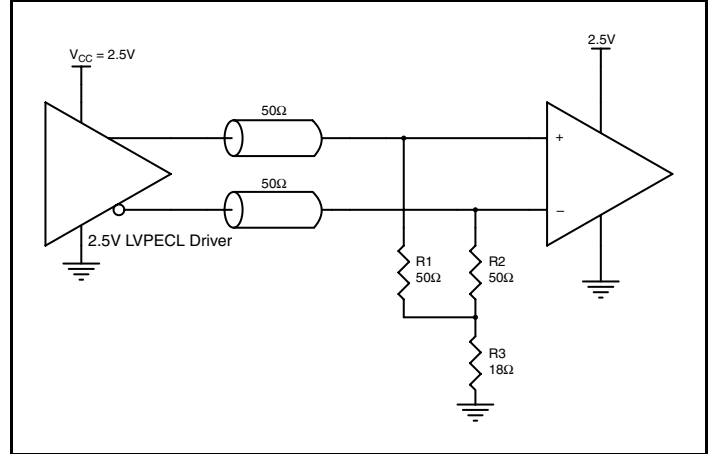 V_CC = 2.5V
2.5V
50Ω
50Ω
+
−
2.5V LVPECL Driver
R1
50Ω
R2
50Ω
R3
18Ω